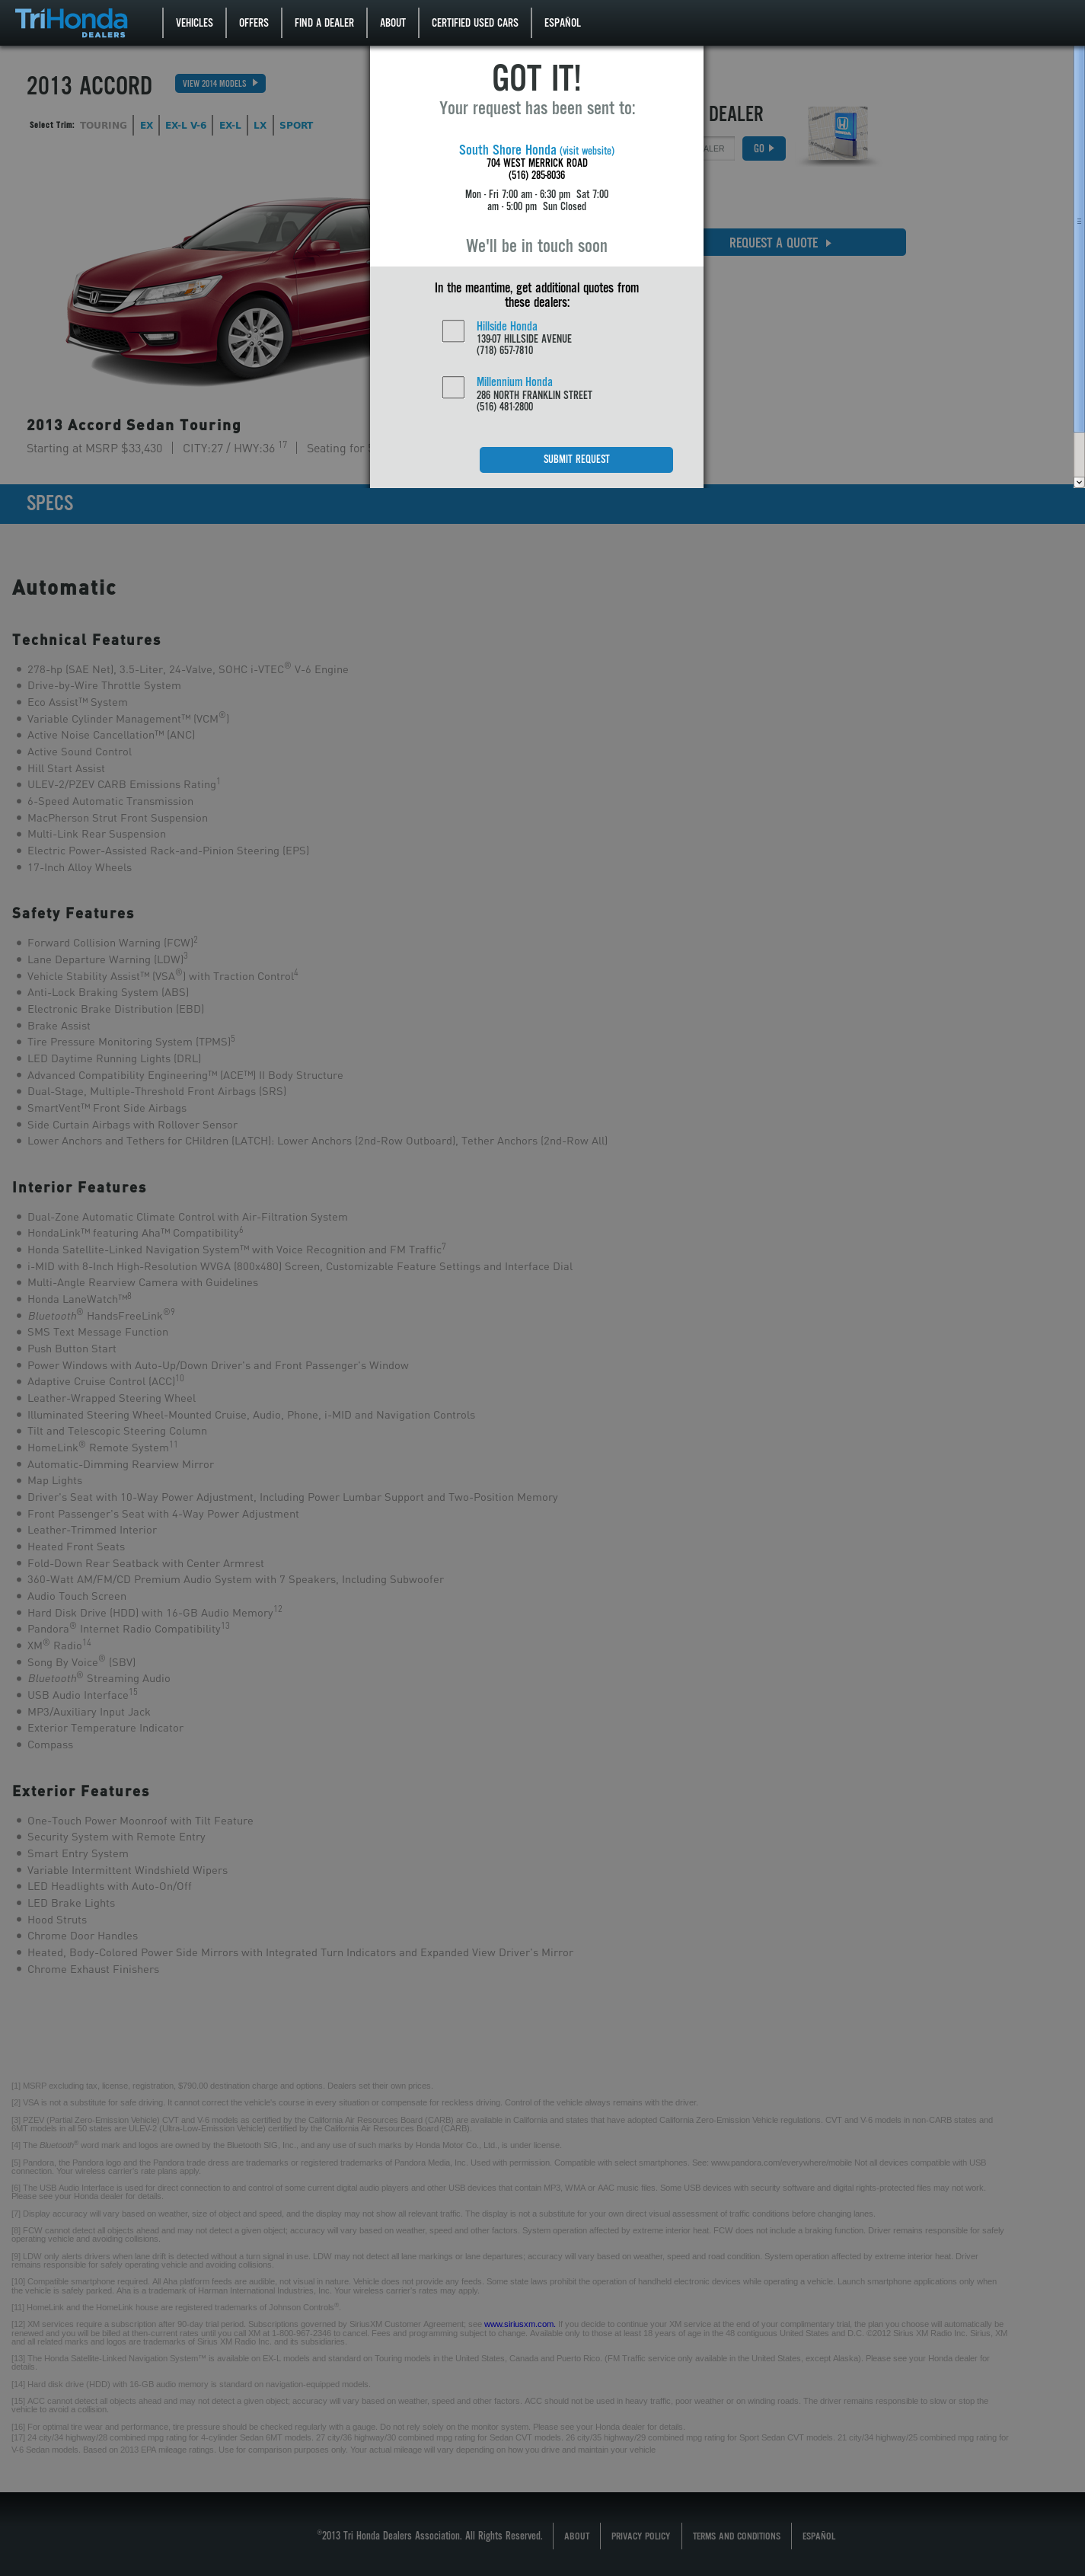 TriHonda
DEALERS
VEHICLES
OFFERS
FIND A DEALER
ABOUT
CERTIFIED USED CARS
ESPAÑOL
2013 ACCORD
VIEW 2014 MODELS
Select Trim: TOURING EX EX-L V-6 EX-L LX SPORT
GOT IT!
Your request has been sent to:
South Shore Honda (visit website)
704 WEST MERRICK ROAD
(516) 285-8036
Mon - Fri 7:00 am - 6:30 pm Sat 7:00
am - 5:00 pm Sun Closed
We'll be in touch soon
In the meantime, get additional quotes from
these dealers:
Hillside Honda
139-07 HILLSIDE AVENUE
(718) 657-7810
Millennium Honda
286 NORTH FRANKLIN STREET
(516) 481-2800
SUBMIT REQUEST
DEALER
GO
REQUEST A QUOTE
2013 Accord Sedan Touring
Starting at MSRP $33,430 CITY:27 / HWY:36 17 Seating for
SPECS
Automatic
Technical Features
278-hp (SAE Net), 3.5-Liter, 24-Valve, SOHC i-VTEC® V-6 Engine
Drive-by-Wire Throttle System
Eco Assist™ System
Variable Cylinder Management™ (VCM®)
Active Noise Cancellation™ (ANC)
Active Sound Control
Hill Start Assist
ULEV-2/PZEV CARB Emissions Rating1
6-Speed Automatic Transmission
MacPherson Strut Front Suspension
Multi-Link Rear Suspension
Electric Power-Assisted Rack-and-Pinion Steering (EPS)
17-Inch Alloy Wheels
Safety Features
Forward Collision Warning (FCW)2
Lane Departure Warning (LDW)3
Vehicle Stability Assist™ (VSA®) with Traction Control4
Anti-Lock Braking System (ABS)
Electronic Brake Distribution (EBD)
Brake Assist
Tire Pressure Monitoring System (TPMS)5
LED Daytime Running Lights (DRL)
Advanced Compatibility Engineering™ (ACE™) II Body Structure
Dual-Stage, Multiple-Threshold Front Airbags (SRS)
SmartVent™ Front Side Airbags
Side Curtain Airbags with Rollover Sensor
Lower Anchors and Tethers for CHildren (LATCH): Lower Anchors (2nd-Row Outboard), Tether Anchors (2nd-Row All)
Interior Features
Dual-Zone Automatic Climate Control with Air-Filtration System
HondaLink™ featuring Aha™ Compatibility6
Honda Satellite-Linked Navigation System™ with Voice Recognition and FM Traffic7
i-MID with 8-Inch High-Resolution WVGA (800x480) Screen, Customizable Feature Settings and Interface Dial
Multi-Angle Rearview Camera with Guidelines
Honda LaneWatch™8
Bluetooth® HandsFreeLink®9
SMS Text Message Function
Push Button Start
Power Windows with Auto-Up/Down Driver's and Front Passenger's Window
Adaptive Cruise Control (ACC)10
Leather-Wrapped Steering Wheel
Illuminated Steering Wheel-Mounted Cruise, Audio, Phone, i-MID and Navigation Controls
Tilt and Telescopic Steering Column
HomeLink® Remote System11
Automatic-Dimming Rearview Mirror
Map Lights
Driver's Seat with 10-Way Power Adjustment, Including Power Lumbar Support and Two-Position Memory
Front Passenger's Seat with 4-Way Power Adjustment
Leather-Trimmed Interior
Heated Front Seats
Fold-Down Rear Seatback with Center Armrest
360-Watt AM/FM/CD Premium Audio System with 7 Speakers, Including Subwoofer
Audio Touch Screen
Hard Disk Drive (HDD) with 16-GB Audio Memory12
Pandora® Internet Radio Compatibility13
XM® Radio14
Song By Voice® (SBV)
Bluetooth® Streaming Audio
USB Audio Interface15
MP3/Auxiliary Input Jack
Exterior Temperature Indicator
Compass
Exterior Features
One-Touch Power Moonroof with Tilt Feature
Security System with Remote Entry
Smart Entry System
Variable Intermittent Windshield Wipers
LED Headlights with Auto-On/Off
LED Brake Lights
Hood Struts
Chrome Door Handles
Heated, Body-Colored Power Side Mirrors with Integrated Turn Indicators and Expanded View Driver's Mirror
Chrome Exhaust Finishers
[1] MSRP excluding tax, license, registration, $790.00 destination charge and options. Dealers set their own prices.
[2] VSA is not a substitute for safe driving. It cannot correct the vehicle's course in every situation or compensate for reckless driving. Control of the vehicle always remains with the driver.
[3] PZEV (Partial Zero-Emission Vehicle) CVT and V-6 models as certified by the California Air Resources Board (CARB) are available in California and states that have adopted California Zero-Emission Vehicle regulations. CVT and V-6 models in non-CARB states and
6MT models in all 50 states are ULEV-2 (Ultra-Low-Emission Vehicle) certified by the California Air Resources Board (CARB).
[4] The Bluetooth® word mark and logos are owned by the Bluetooth SIG, Inc., and any use of such marks by Honda Motor Co., Ltd., is under license.
[5] Pandora, the Pandora logo and the Pandora trade dress are trademarks or registered trademarks of Pandora Media, Inc. Used with permission. Compatible with select smartphones. See: www.pandora.com/everywhere/mobile Not all devices compatible with USB
connection. Your wireless carrier's rate plans apply.
[6] The USB Audio Interface is used for direct connection to and control of some current digital audio players and other USB devices that contain MP3, WMA or AAC music files. Some USB devices with security software and digital rights-protected files may not work.
Please see your Honda dealer for details.
[7] Display accuracy will vary based on weather, size of object and speed, and the display may not show all relevant traffic. The display is not a substitute for your own direct visual assessment of traffic conditions before changing lanes.
[8] FCW cannot detect all objects ahead and may not detect a given object; accuracy will vary based on weather, speed and other factors. System operation affected by extreme interior heat. FCW does not include a braking function. Driver remains responsible for safely
operating vehicle and avoiding collisions.
[9] LDW only alerts drivers when lane drift is detected without a turn signal in use. LDW may not detect all lane markings or lane departures; accuracy will vary based on weather, speed and road condition. System operation affected by extreme interior heat. Driver
remains responsible for safely operating vehicle and avoiding collisions.
[10] Compatible smartphone required. All Aha platform feeds are audible, not visual in nature. Vehicle does not provide any feeds. Some state laws prohibit the operation of handheld electronic devices while operating a vehicle. Launch smartphone applications only when
the vehicle is safely parked. Aha is a trademark of Harman International Industries, Inc. Your wireless carrier's rates may apply.
[11] HomeLink and the HomeLink house are registered trademarks of Johnson Controls®.
[12] XM services require a subscription after 90-day trial period. Subscriptions governed by SiriusXM Customer Agreement; see www.siriusxm.com. If you decide to continue your XM service at the end of your complimentary trial, the plan you choose will automatically be
renewed and you will be billed at then-current rates until you call XM at 1-800-967-2346 to cancel. Fees and programming subject to change. Available only to those at least 18 years of age in the 48 contiguous United States and D.C. ©2012 Sirius XM Radio Inc. Sirius, XM
and all related marks and logos are trademarks of Sirius XM Radio Inc. and its subsidiaries.
[13] The Honda Satellite-Linked Navigation System™ is available on EX-L models and standard on Touring models in the United States, Canada and Puerto Rico. (FM Traffic service only available in the United States, except Alaska). Please see your Honda dealer for
details.
[14] Hard disk drive (HDD) with 16-GB audio memory is standard on navigation-equipped models.
[15] ACC cannot detect all objects ahead and may not detect a given object; accuracy will vary based on weather, speed and other factors. ACC should not be used in heavy traffic, poor weather or on winding roads. The driver remains responsible to slow or stop the
vehicle to avoid a collision.
[16] For optimal tire wear and performance, tire pressure should be checked regularly with a gauge. Do not rely solely on the monitor system. Please see your Honda dealer for details.
[17] 24 city/34 highway/28 combined mpg rating for 4-cylinder Sedan 6MT models. 27 city/36 highway/30 combined mpg rating for Sedan CVT models. 26 city/35 highway/29 combined mpg rating for Sport Sedan CVT models. 21 city/34 highway/25 combined mpg rating for
V-6 Sedan models. Based on 2013 EPA mileage ratings. Use for comparison purposes only. Your actual mileage will vary depending on how you drive and maintain your vehicle
©2013 Tri Honda Dealers Association. All Rights Reserved.
ABOUT
PRIVACY POLICY
TERMS AND CONDITIONS
ESPAÑOL